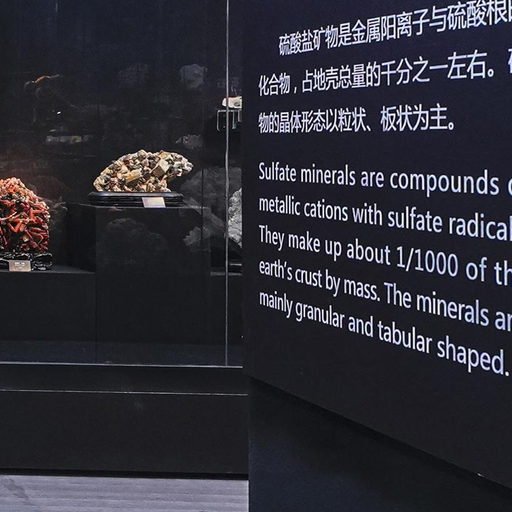 硫酸盐矿物是金属阳离子与硫酸根
化合物，占地壳总量的千分之一左右。
物的晶体形态以粒状、板状为主。
Sulfate minerals are compounds
metallic cations with sulfate radical
They make up about 1/1000 of th
earth's crust by mass. The minerals ar
mainly granular and tabular shaped.